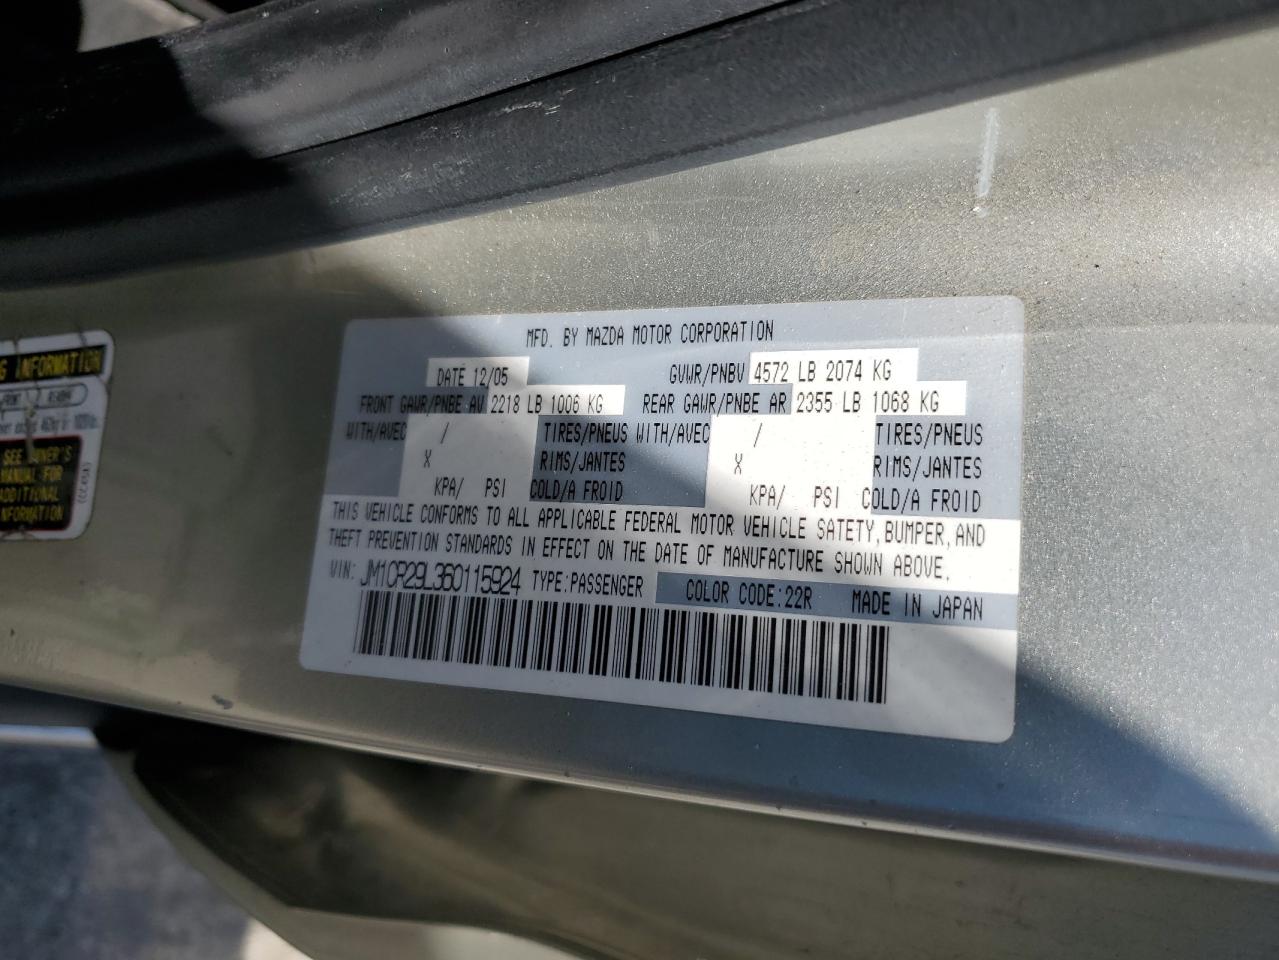 MFD. BY MAZDA MOTOR CORPORATION
DATE 12/05 GVWR/PNBV 4572 LB 2074 KG
FRONT GAWR/PNBE AV 2218 LB 1006 KG REAR GAWR/PNBE AR 2355 LB 1068 KG
WITH/AVEC / TIRES/PNEUS WITH/AVEC / TIRES/PNEUS
X RIMS/JANTES X RIMS/JANTES
KPA/ PSI COLD/A FROID KPA/ PSI COLD/A FROID
THIS VEHICLE CONFORMS TO ALL APPLICABLE FEDERAL MOTOR VEHICLE SAFETY, BUMPER, AND
THEFT PREVENTION STANDARDS IN EFFECT ON THE DATE OF MANUFACTURE SHOWN ABOVE.
VIN: JM1CR29L360115924 TYPE:PASSENGER COLOR CODE:22R MADE IN JAPAN
INFORMATION
FRONT
SEE OWNER'S
MANUAL FOR
ADDITIONAL
INFORMATION